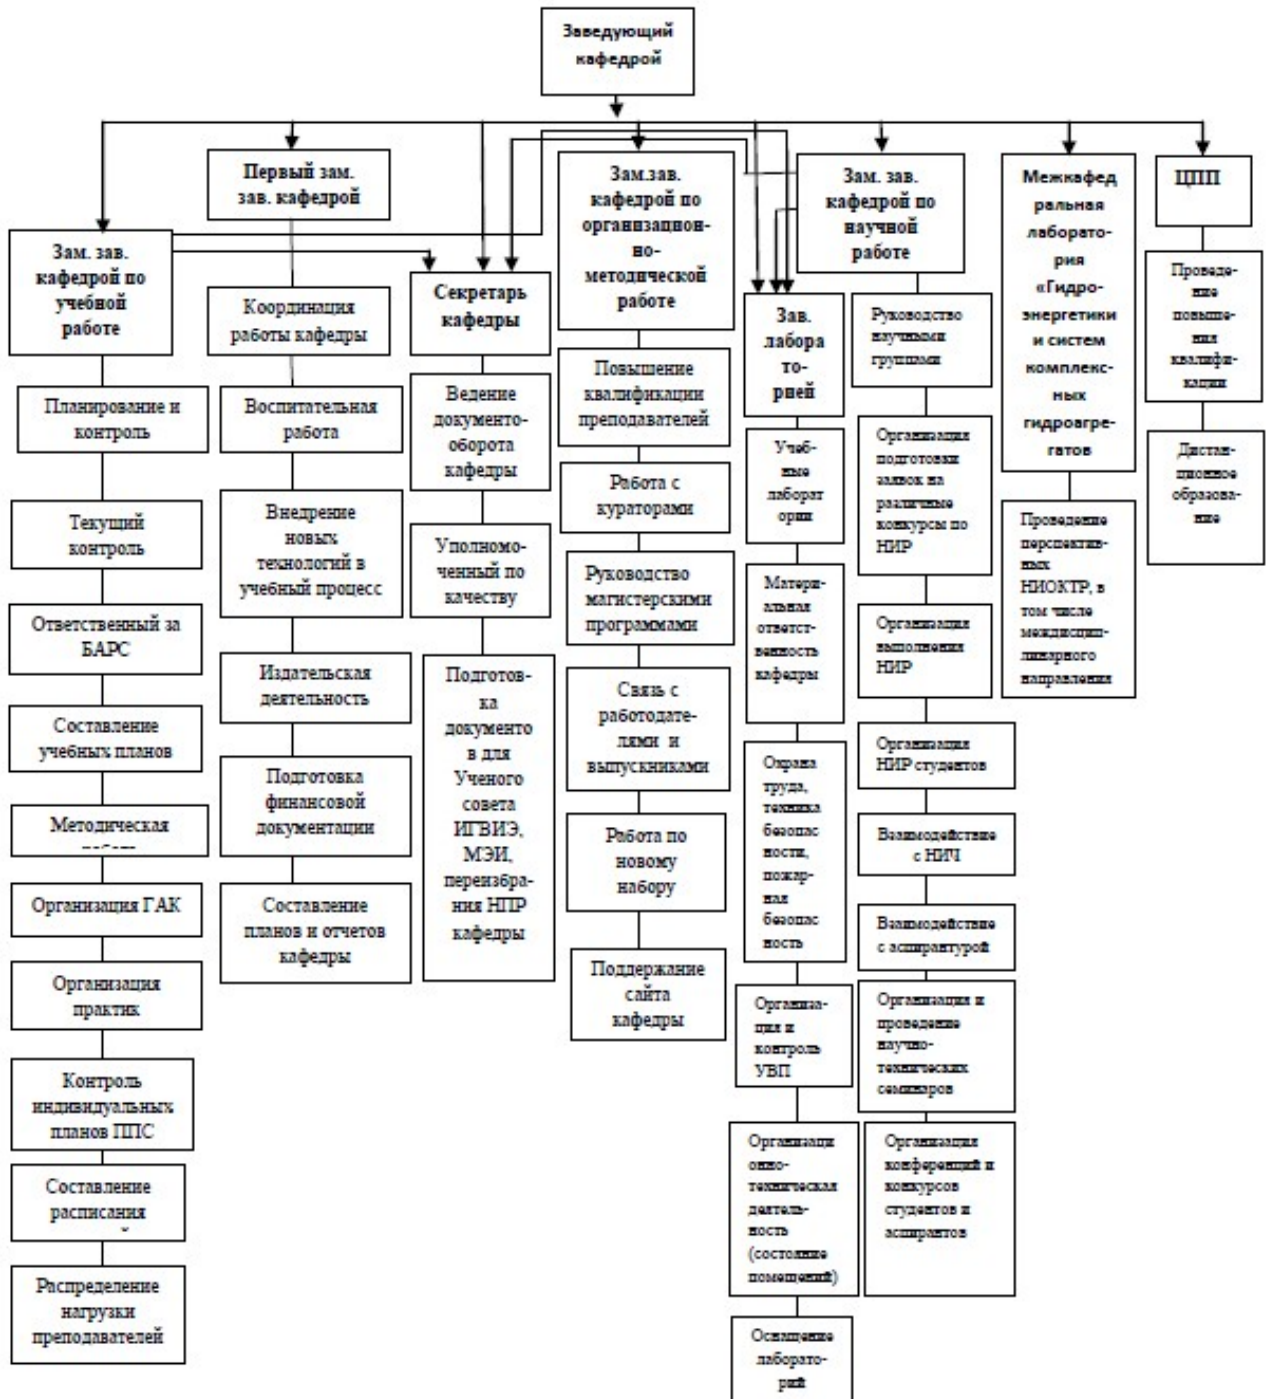 Заведующий
кафедрой
Зам. зав.
кафедрой по
учебной
работе
Планирование и
контроль
Текущий
контроль
Ответственный за
БАРС
Составление
учебных планов
Методическая
Организация ГАК
Организация
практик
Контроль
индивидуальных
планов ППС
Составление
расписания
Распределение
нагрузки
преподавателей
Первый зам.
зав. кафедрой
Координация
работы кафедры
Воспитательная
работа
Внедрение
новых
технологий в
учебный процесс
Издательская
деятельность
Подготовка
финансовой
документации
Составление
планов и отчетов
кафедры
Секретарь
кафедры
Ведение
документо-
оборота
кафедры
Уполномо-
ченный по
качеству
Подготов-
ка
документо
в для
Ученого
совета
ИГВИЭ,
МЭИ,
переизбра-
ния НПР
кафедры
Зам.зав.
кафедрой по
организацион-
но-
методической
работе
Повышение
квалификации
преподавателей
Работа с
кураторами
Руководство
магистерскими
программами
Связь с
работодате-
лями и
выпускниками
Работа по
новому
набору
Поддержание
сайта
кафедры
Зав.
лабора
то-
рией
Учеб-
ные
лаборат
ории
Матери-
альная
ответст-
венность
кафедры
Охрана
труда,
техника
безопас
ности,
пожар-
ная
безопас
ность
Организа-
ция и
контроль
УВП
Организаци
онно-
техническая
деятель-
ность
(состояние
помещений)
Оснащение
лаборато-
рий
Зам. зав.
кафедрой по
научной
работе
Руководство
научными
группами
Организация
подготовки
заявок на
различные
конкурсы по
НИР
Организация
выполнения
НИР
Организация
НИР студентов
Взаимодействие
с НИЧ
Взаимодействие
с аспирантурой
Организация и
проведение
научно-
технических
семинаров
Организация
конференций и
конкурсов
студентов и
аспирантов
Межкафед
ральная
лаборато-
рия
«Гидро-
энергетики
и систем
комплекс-
ных
гидроагре-
гатов
Проведение
перспектив-
ных
НИОКТР, в
том числе
междисцип-
линарного
направления
ЦПП
Проведе-
ние
повыше-
ния
квалифи-
кации
Дистан-
ционное
образова-
ние